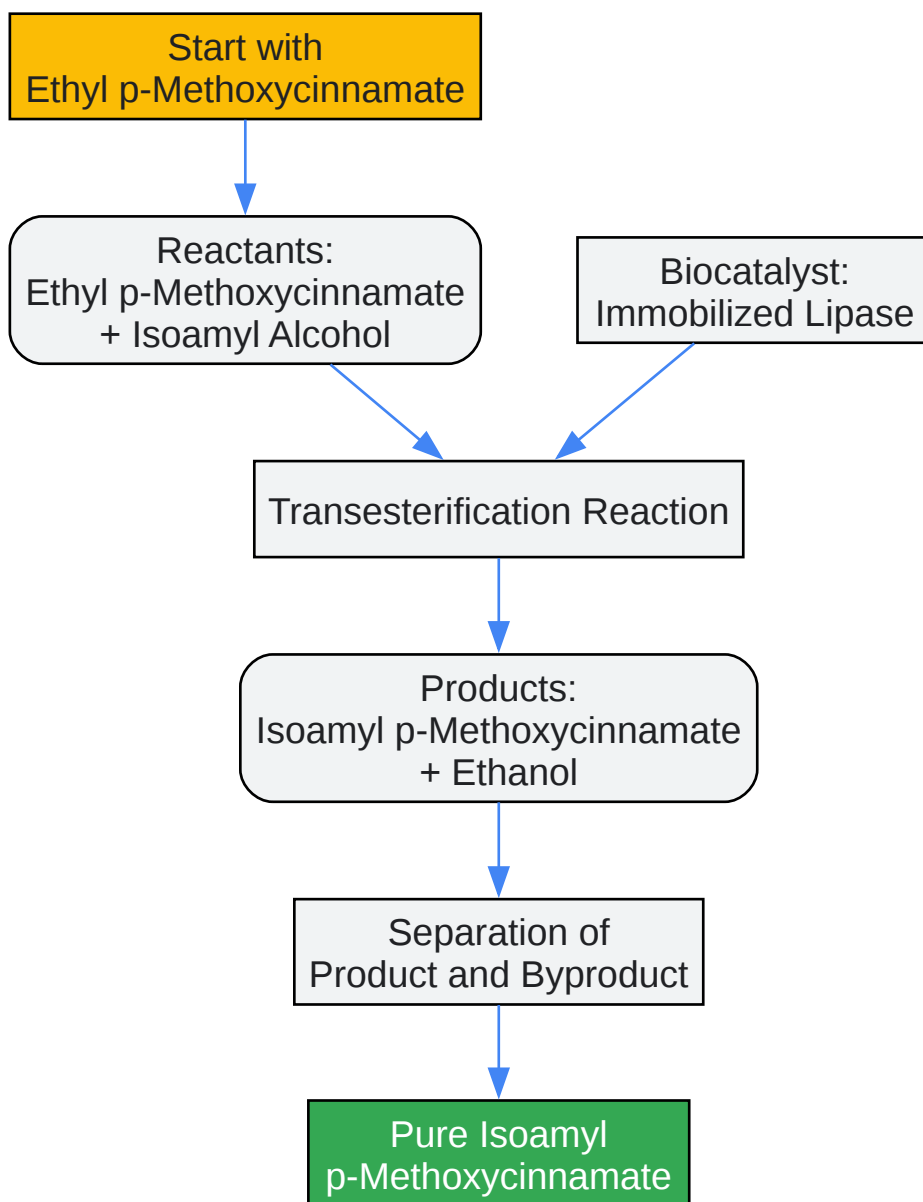 Start with
Ethyl p-Methoxycinnamate
Reactants:
Ethyl p-Methoxycinnamate
+ Isoamyl Alcohol
Biocatalyst:
Immobilized Lipase
Transesterification Reaction
Products:
Isoamyl p-Methoxycinnamate
+ Ethanol
Separation of
Product and Byproduct
Pure Isoamyl
p-Methoxycinnamate